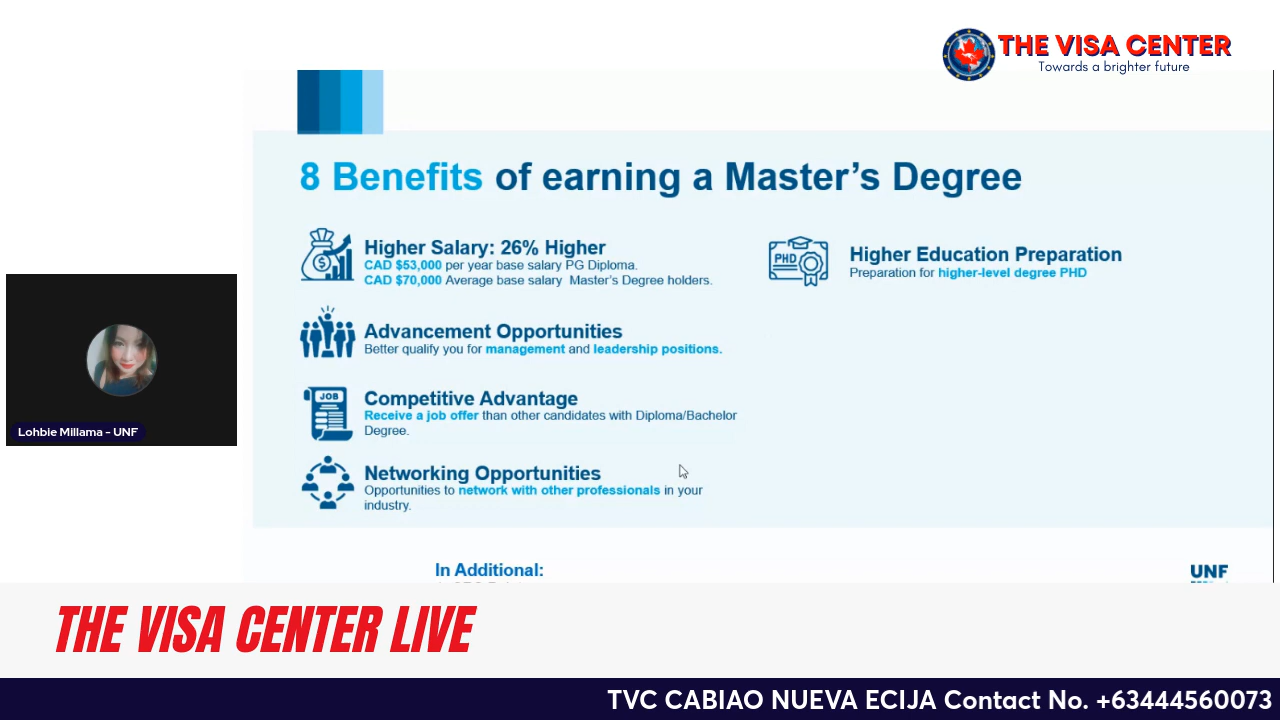 THE VISA CENTER
Towards a brighter future
8 Benefits of earning a Master's Degree
Higher Salary: 26% Higher
CAD $53,000 per year base salary PG Diploma.
CAD $70,000 Average base salary Master's Degree holders.
Advancement Opportunities
Better qualify you for management and leadership positions.
JOB
Competitive Advantage
Receive a job offer than other candidates with Diploma/Bachelor
Degree.
Networking Opportunities
Opportunities to network with other professionals in your
industry.
PHD
Higher Education Preparation
Preparation for higher-level degree PHD
Lohbie Millama - UNF
In Additional:
UNF
THE VISA CENTER LIVE
TVC CABIAO NUEVA ECIJA Contact No. +63444560073